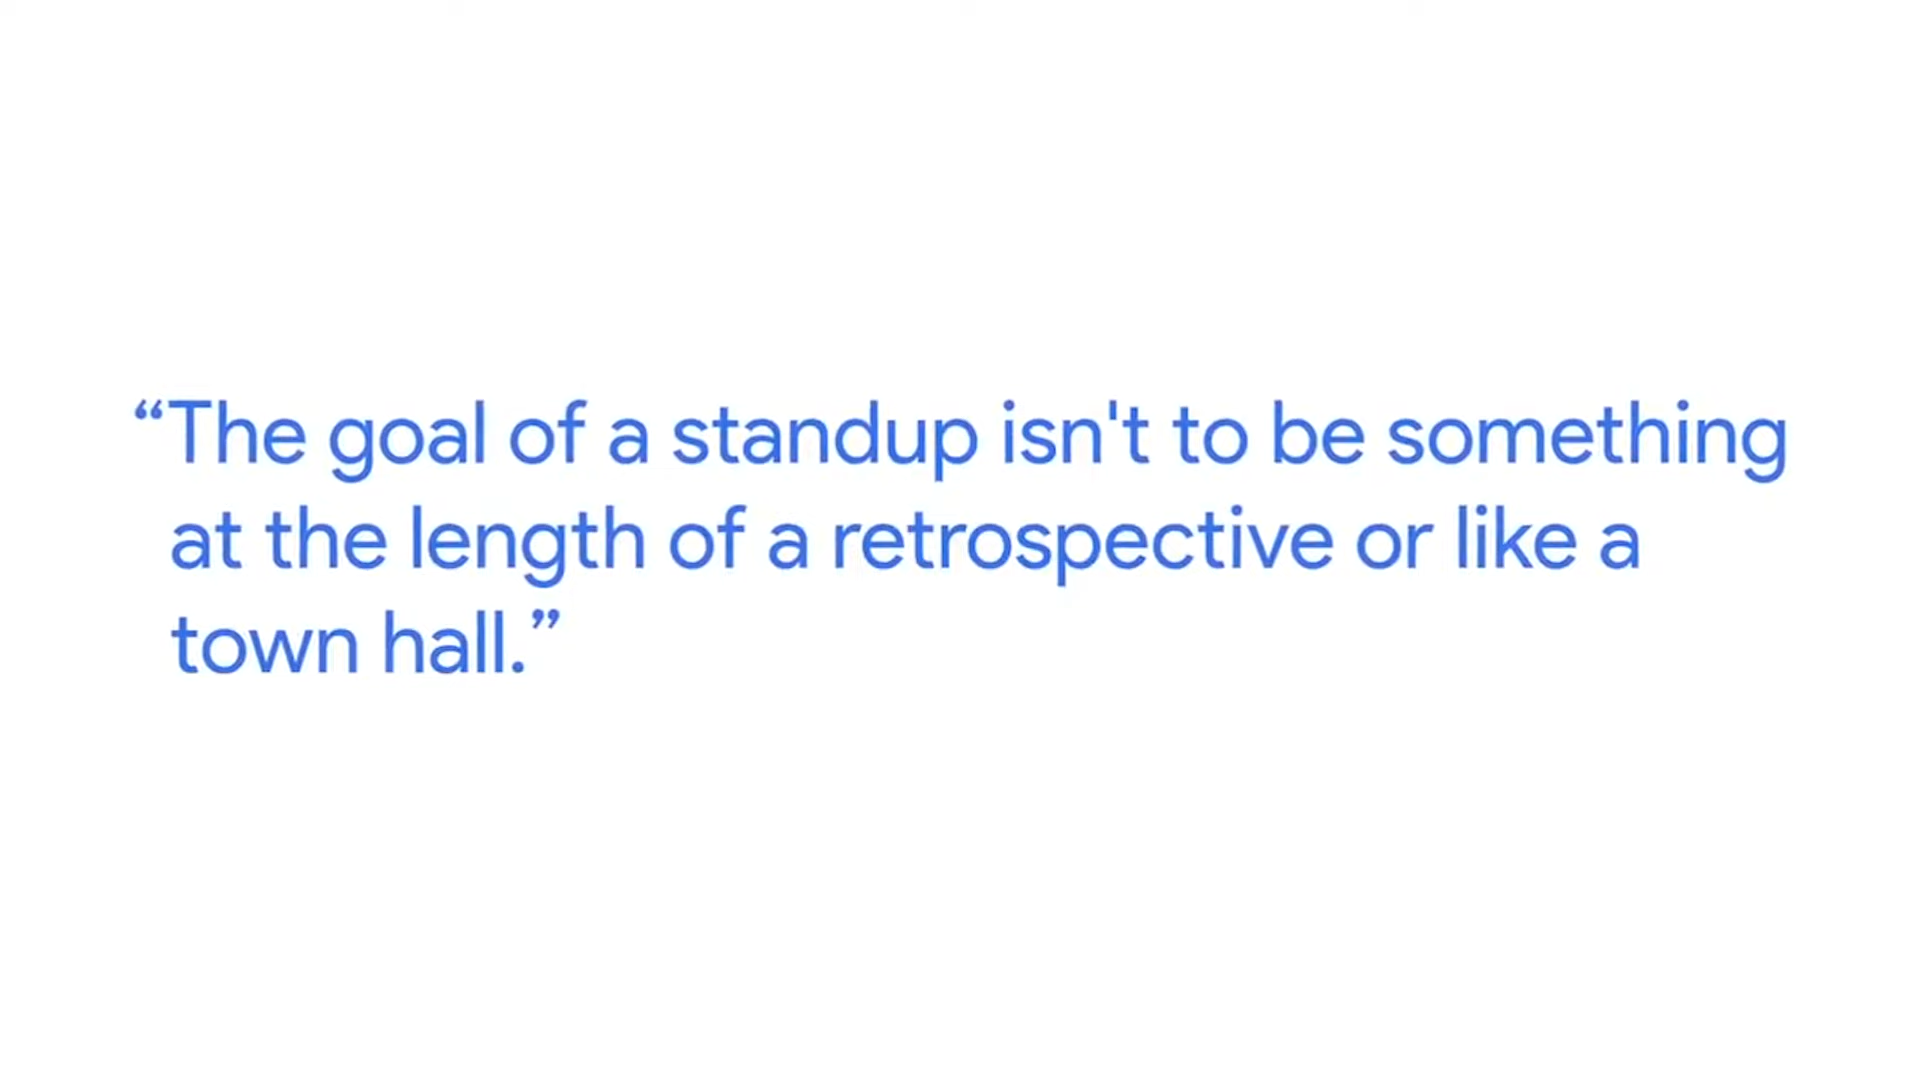 “The goal of a standup isn't to be something
at the length of a retrospective or like a
town hall.”